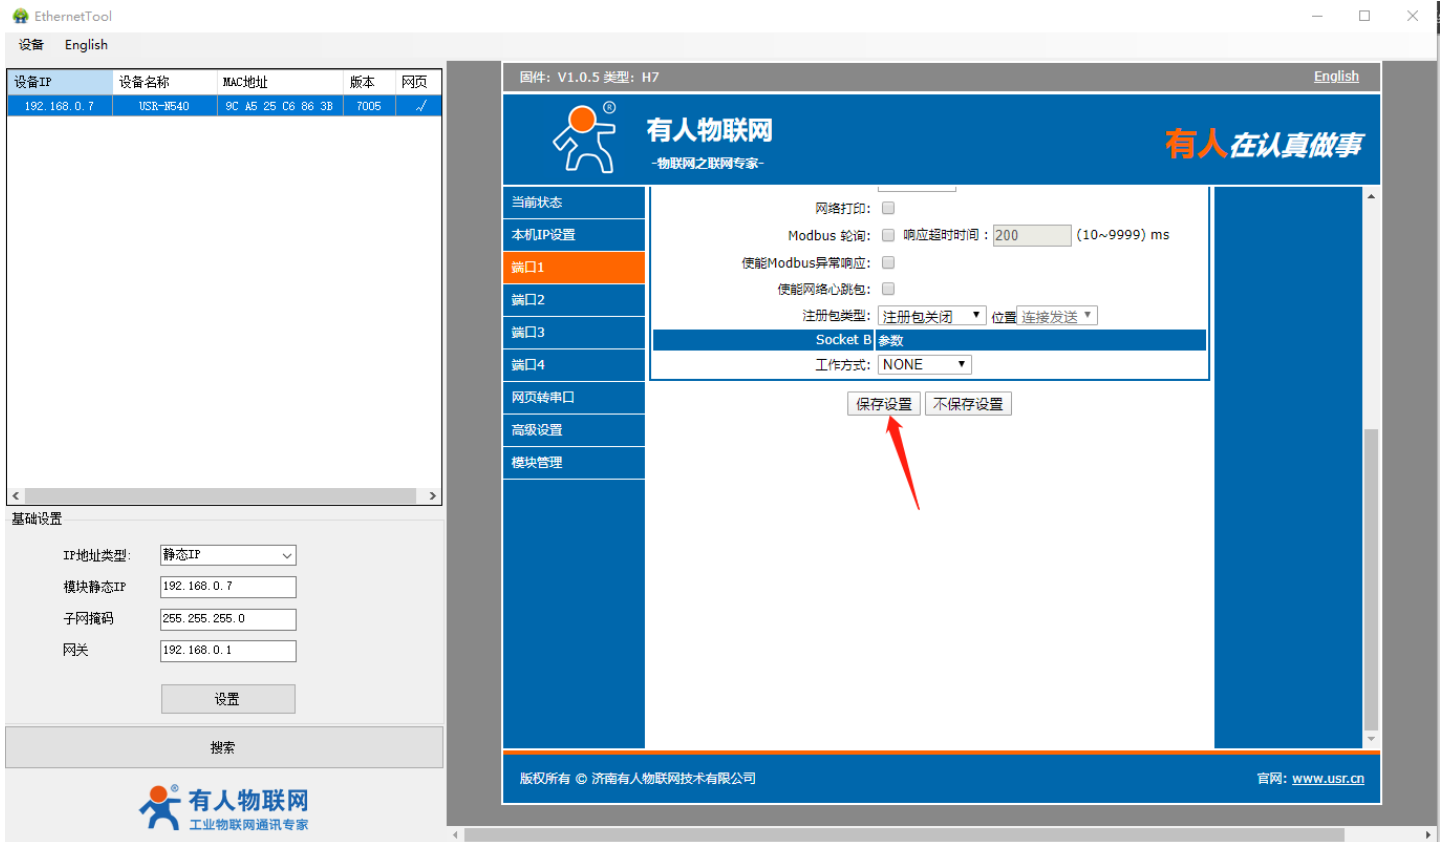 EthernetTool
设备 English
设备IP 设备名称 MAC地址 版本 网页
192.168.0.7 USR-N540 9C A5 25 C6 86 3B 7005 √
基础设置
IP地址类型: 静态IP
模块静态IP 192.168.0.7
子网掩码 255.255.255.0
网关 192.168.0.1
设置
搜索
有人物联网
工业物联网通讯专家
固件: V1.0.5 类型: H7 English
有人物联网
-物联网之联网专家-
有人在认真做事
当前状态
本机IP设置
端口1
端口2
端口3
端口4
网页转串口
高级设置
模块管理
网络打印:
Modbus 轮询: 响应超时时间：200 (10~9999) ms
使能Modbus异常响应:
使能网络心跳包:
注册包类型: 注册包关闭 位置 连接发送
Socket B 参数
工作方式: NONE
保存设置 不保存设置
版权所有 © 济南有人物联网技术有限公司 官网: www.usr.cn